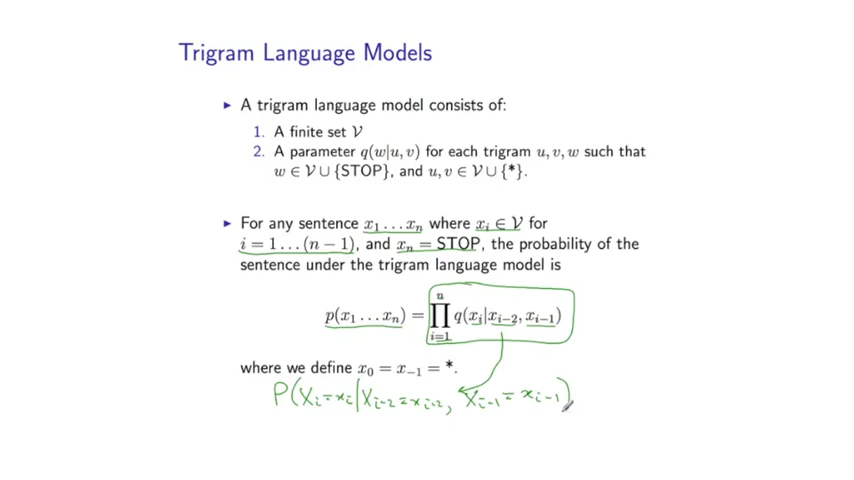 Trigram Language Models
▶ A trigram language model consists of:
1. A finite set 𝒱
2. A parameter q(w|u, v) for each trigram u, v, w such that
w ∈ 𝒱 ∪ {STOP}, and u, v ∈ 𝒱 ∪ {*}.
▶ For any sentence x₁ . . . xₙ where xᵢ ∈ 𝒱 for
i = 1 . . . (n − 1), and xₙ = STOP, the probability of the
sentence under the trigram language model is
p(x₁ . . . xₙ) = ∏ᵢ₌₁ⁿ q(xᵢ|xᵢ₋₂, xᵢ₋₁)
where we define x₀ = x₋₁ = *.
P(Xᵢ=xᵢ|Xᵢ₋₂=xᵢ₋₂, Xᵢ₋₁=xᵢ₋₁)